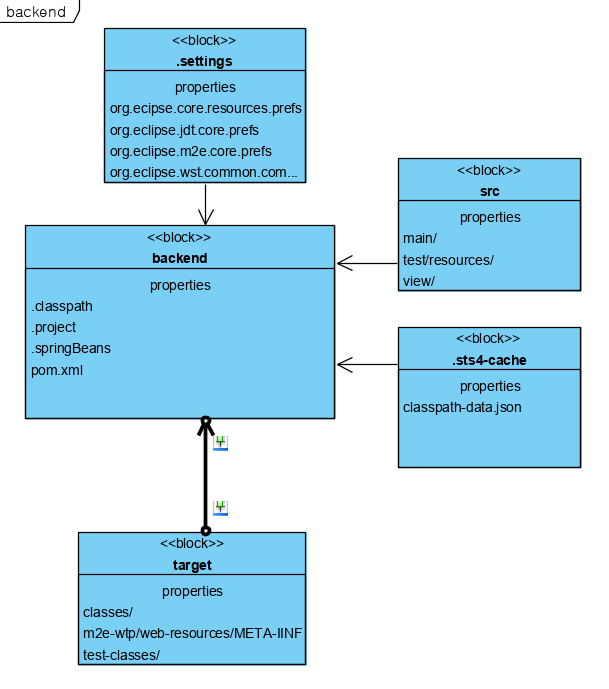 backend
<<block>>
.settings
properties
org.ecipse.core.resources.prefs
org.eclipse.jdt.core.prefs
org.eclipse.m2e.core.prefs
org.eclipse.wst.common.com...
<<block>>
src
properties
main/
test/resources/
view/
<<block>>
backend
properties
.classpath
.project
.springBeans
pom.xml
<<block>>
.sts4-cache
properties
classpath-data.json
<<block>>
target
properties
classes/
m2e-wtp/web-resources/META-IINF
test-classes/